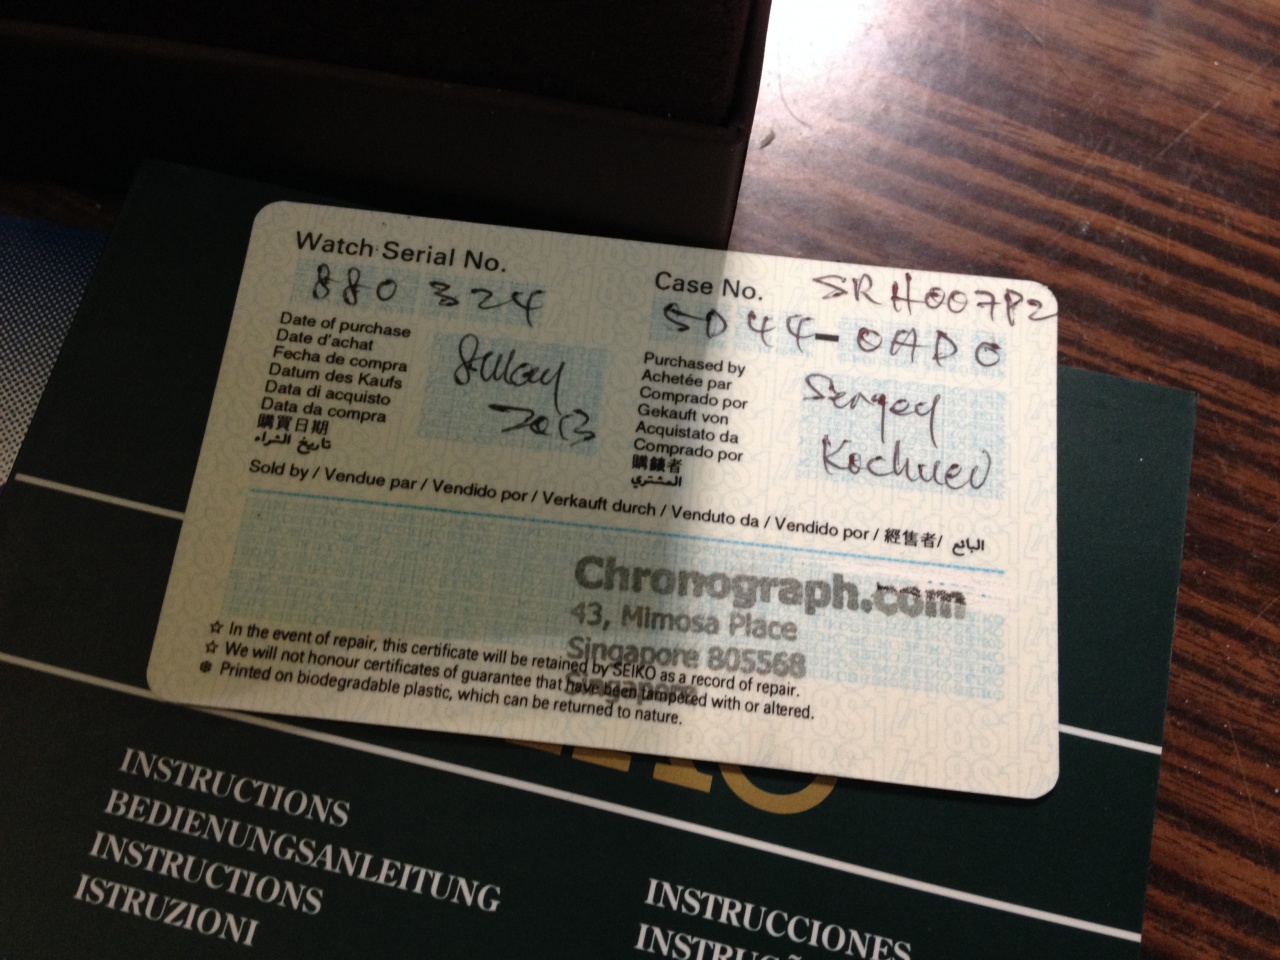 Watch Serial No.
880 324
Case No. SRH007P2
5D44-0AD0
Date of purchase
Date d'achat
Fecha de compra
Datum des Kaufs
Data di acquisto
Data da compra
購買日期
تاريخ الشراء
8 May
2013
Purchased by
Achetée par
Comprado por
Gekauft von
Acquistato da
Comprado por
購錶者
المشتري
Sergey
Kochuev
Sold by / Vendue par / Vendido por / Verkauft durch / Venduto da / Vendido por / 經售者/ البائع
Chronograph.com
43, Mimosa Place
Singapore 805568
Singapore
☆ In the event of repair, this certificate will be retained by SEIKO as a record of repair.
☆ We will not honour certificates of guarantee that have been tampered with or altered.
❄ Printed on biodegradable plastic, which can be returned to nature.
INSTRUCTIONS
BEDIENUNGSANLEITUNG
INSTRUCTIONS
ISTRUZIONI
INSTRUCCIONES